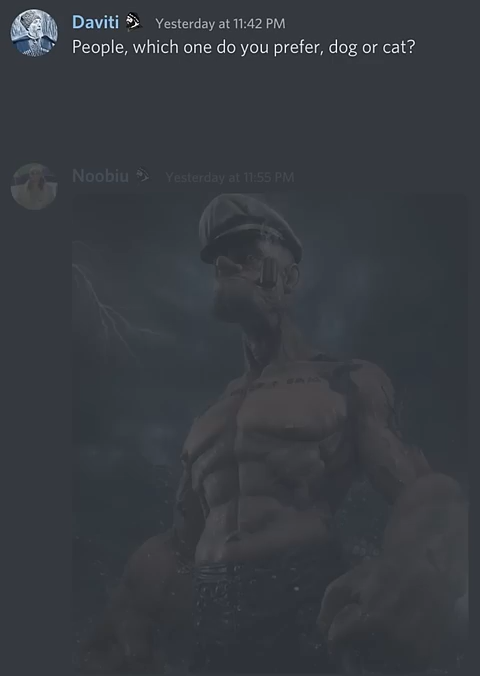 Daviti Yesterday at 11:42 PM
People, which one do you prefer, dog or cat?
Noobiu Yesterday at 11:55 PM